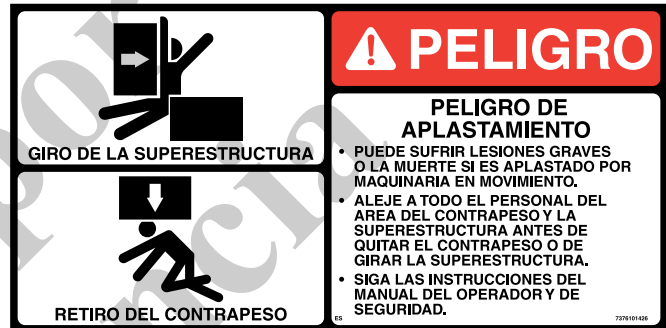 GIRO DE LA SUPERESTRUCTURA
RETIRO DEL CONTRAPESO
PELIGRO
PELIGRO DE
APLASTAMIENTO
• PUEDE SUFRIR LESIONES GRAVES
O LA MUERTE SI ES APLASTADO POR
MAQUINARIA EN MOVIMIENTO.
• ALEJE A TODO EL PERSONAL DEL
AREA DEL CONTRAPESO Y LA
SUPERESTRUCTURA ANTES DE
QUITAR EL CONTRAPESO O DE
GIRAR LA SUPERESTRUCTURA.
• SIGA LAS INSTRUCCIONES DEL
MANUAL DEL OPERADOR Y DE
SEGURIDAD.
ES
7376101426